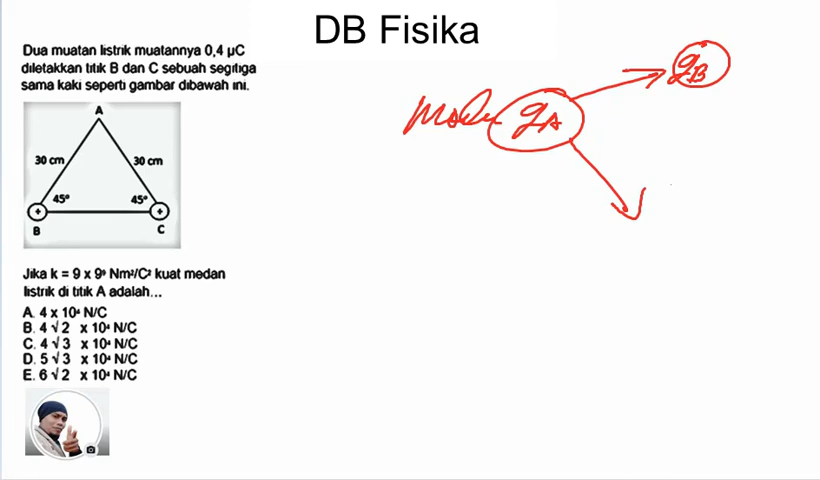 DB Fisika
Dua muatan listrik muatannya 0,4 µC
diletakkan titik B dan C sebuah segitiga
sama kaki seperti gambar dibawah ini.
A
30 cm 30 cm
45° 45°
+ +
B C
Jika k = 9 x 9⁹ Nm²/C² kuat medan
listrik di titik A adalah...
A. 4 x 10⁴ N/C
B. 4 √2 x 10⁴ N/C
C. 4 √3 x 10⁴ N/C
D. 5 √3 x 10⁴ N/C
E. 6 √2 x 10⁴ N/C
qB
qA